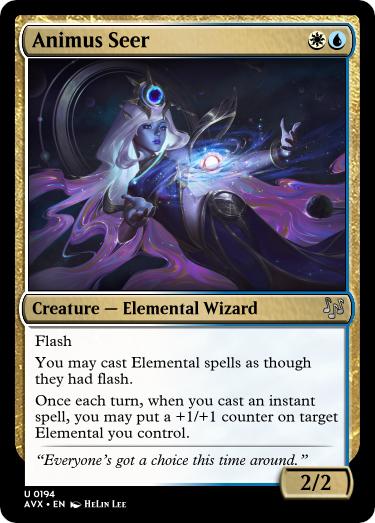 Animus Seer
Creature — Elemental Wizard
Flash
You may cast Elemental spells as though
they had flash.
Once each turn, when you cast an instant
spell, you may put a +1/+1 counter on target
Elemental you control.
“Everyone's got a choice this time around.”
2/2
U 0194
AVX • EN HeLin Lee